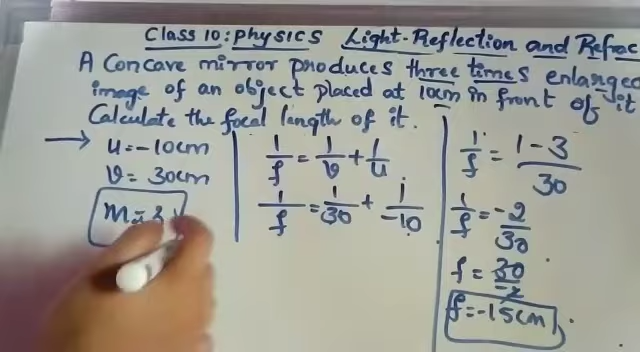 Class 10: physics Light-Reflection and Refrac
A Concave mirror produces three times enlarged
image of an object placed at 10cm in front of it
Calculate the focal length of it.
→ u=-10cm
v= 30cm
m=3
1/f = 1/v + 1/u
1/f = 1/30 + 1/-10
1/f = 1-3/30
1/f = -2/30
f = 30/-2
f=-15cm